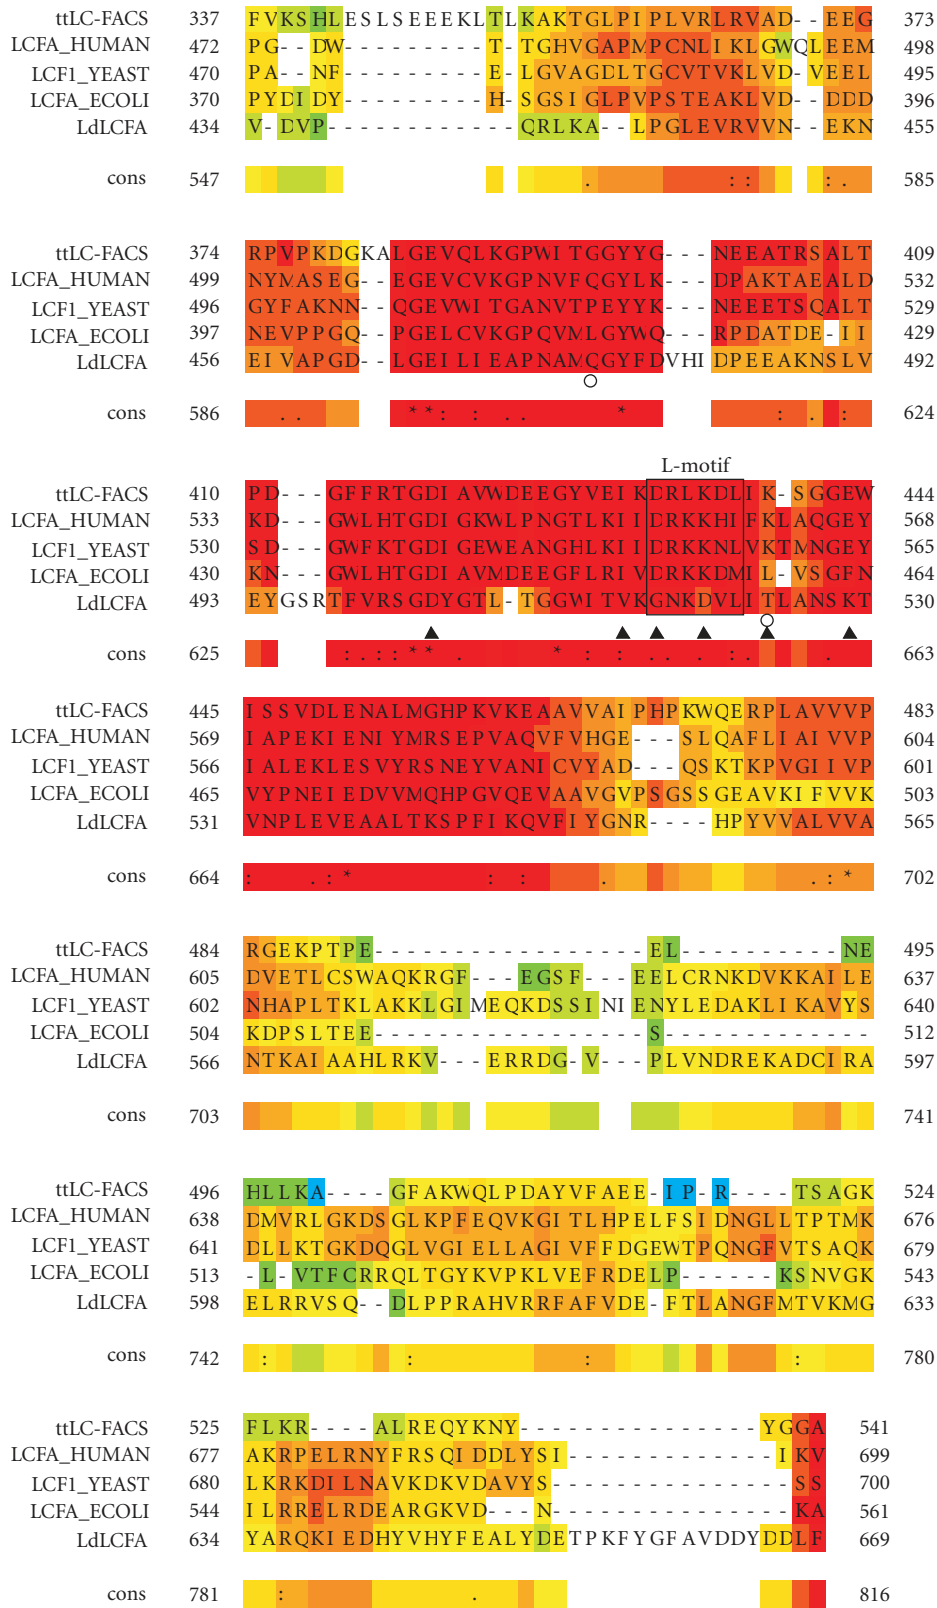 ttLC-FACS 337 FVKSHLESLSEEEKLTLKAKTGLPIPLVRLRVAD--EEG 373
LCFA_HUMAN 472 PG--DW---------T-TGHVGAPMPCNLIKLGWQLEEM 498
LCF1_YEAST 470 PA--NF---------E-LGVAGDLTGCVTVKLVD-VEEL 495
LCFA_ECOLI 370 PYDIDY---------H-SGSIGLPVPSTEAKLVD--DDD 396
LdLCFA 434 V-DVP------------QRLKA--LPGLEVRVVN--EKN 455
cons 547 . : : : . 585
ttLC-FACS 374 RPVPKDGKALGEVQLKGPWITGGYYG---NEEATRSALT 409
LCFA_HUMAN 499 NYMASEG--EGEVCVKGPNVFQGYLK---DPAKTAEALD 532
LCF1_YEAST 496 GYFAKNN--QGEVWITGANVTPEYYK---NEEETSQALT 529
LCFA_ECOLI 397 NEVPPGQ--PGELCVKGPQVMLGYWQ---RPDATDE-II 429
LdLCFA 456 EIVAPGD--LGEILIEAPNAMQGYFDVHIDPEEAKNSLV 492
cons 586 . . * * : : . . * : . : 624
L-motif
ttLC-FACS 410 PD---GFFRTGDIAVWDEEGYVEIKDRLKDLIK-SGGEW 444
LCFA_HUMAN 533 KD---GWLHTGDIGKWLPNGTLKIIDRKKHIFKLAQGEY 568
LCF1_YEAST 530 SD---GWFKTGDIGEWEANGHLKIIDRKKNLVKTMNGEY 565
LCFA_ECOLI 430 KN---GWLHTGDIAVMDEEGFLRIVDRKKDMIL-VSGFN 464
LdLCFA 493 EYGSRTFVRSGDYGTL-TGGWITVKGNKDVLITLANSKT 530
cons 625 : . : : * * . * : : . . . : . . 663
ttLC-FACS 445 ISSVDLENALMGHPKVKEAAVVAIPHPKWQERPLAVVVP 483
LCFA_HUMAN 569 IAPEKIENIYMRSEPVAQVFVHGE---SLQAFLIAIVVP 604
LCF1_YEAST 566 IALEKLESVYRSNEYVANICVYAD---QSKTKPVGIIVP 601
LCFA_ECOLI 465 VYPNEIEDVVMQHPGVQEVAAVGVPSGSSGEAVKIFVVK 503
LdLCFA 531 VNPLEVEAALTKSPFIKQVFIYGNR----HPYVVALVVA 565
cons 664 : . : * : : . . : * 702
ttLC-FACS 484 RGEKPTPE-----------------EL----------NE 495
LCFA_HUMAN 605 DVETLCSWAQKRGF---EGSF--EELCRNKDVKKAILE 637
LCF1_YEAST 602 NHAPLTKLAKKLGIMEQKDSSINIENYLEDAKLIKAVYS 640
LCFA_ECOLI 504 KDPSLTEE-----------------S------------- 512
LdLCFA 566 NTKAIAAHLRKV---ERRDG-V---PLVNDREKADCIRA 597
cons 703 741
ttLC-FACS 496 HLLKA----GFAKWQLPDAYVFAEE-IP-R----TSAGK 524
LCFA_HUMAN 638 DMVRLGKDSGLKPFEQVKGITLHPELFSIDNGLLTPTMK 676
LCF1_YEAST 641 DLLKTGKDQGLVGIELLAGIVFFDGEWTPQNGFVTSAQK 679
LCFA_ECOLI 513 -L-VTFCRRQLTGYKVPKLVEFRDELP------KSNVGK 543
LdLCFA 598 ELRRVSQ--DLPPRAHVRRFAFVDE-FTLANGFMTVKMG 633
cons 742 : : : : 780
ttLC-FACS 525 FLKR----ALREQYKNY---------------YGGA 541
LCFA_HUMAN 677 AKRPELRNYFRSQIDDLYSI-------------IKV 699
LCF1_YEAST 680 LKRKDILNAVKDKVDAVYS---------------SS 700
LCFA_ECOLI 544 ILRRELRDEARGKVD---N---------------KA 561
LdLCFA 634 YARQKIEDHYVHYFEALYDETPKFYGFAVDDYDDLF 669
cons 781 : . 816